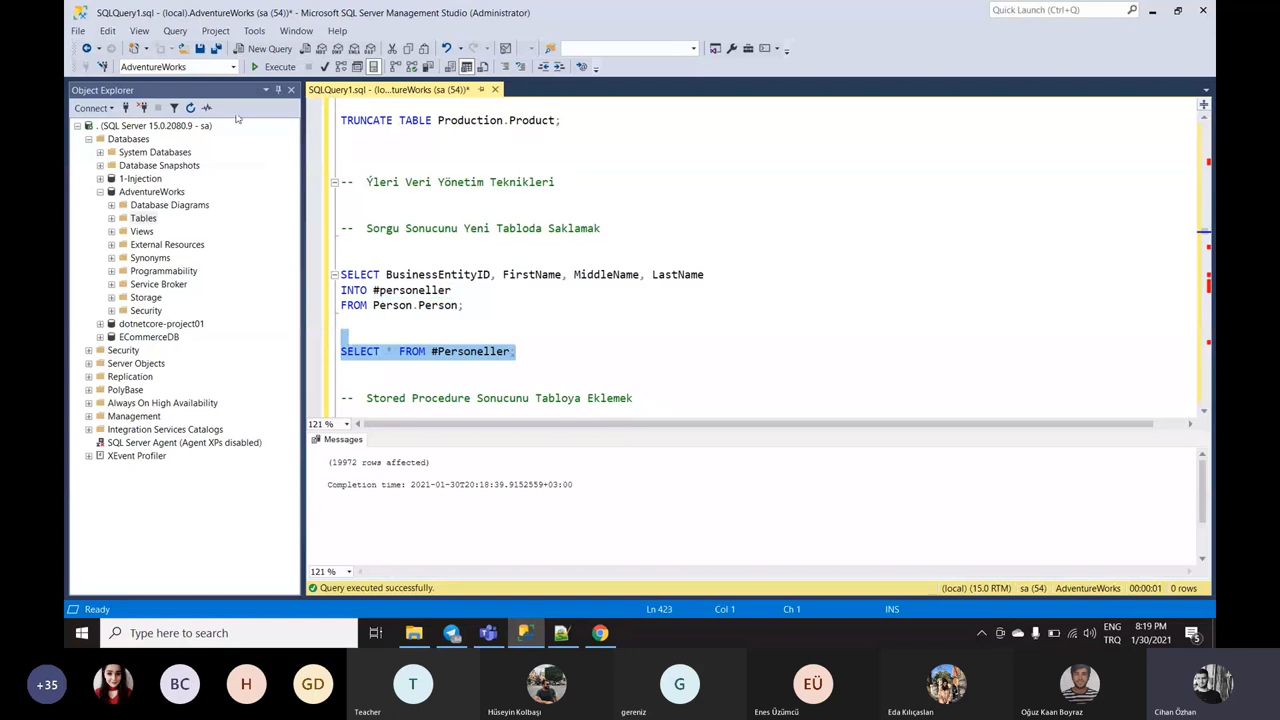 SQLQuery1.sql - (local).AdventureWorks (sa (54))* - Microsoft SQL Server Management Studio (Administrator)
Quick Launch (Ctrl+Q)
File Edit View Query Project Tools Window Help
New Query
AdventureWorks
Execute
Object Explorer
SQLQuery1.sql - (lo...tureWorks (sa (54))*
Connect
. (SQL Server 15.0.2080.9 - sa)
Databases
System Databases
Database Snapshots
1-Injection
AdventureWorks
Database Diagrams
Tables
Views
External Resources
Synonyms
Programmability
Service Broker
Storage
Security
dotnetcore-project01
ECommerceDB
Security
Server Objects
Replication
PolyBase
Always On High Availability
Management
Integration Services Catalogs
SQL Server Agent (Agent XPs disabled)
XEvent Profiler
TRUNCATE TABLE Production.Product;
-- Ýleri Veri Yönetim Teknikleri
-- Sorgu Sonucunu Yeni Tabloda Saklamak
SELECT BusinessEntityID, FirstName, MiddleName, LastName
INTO #personeller
FROM Person.Person;
SELECT * FROM #Personeller;
-- Stored Procedure Sonucunu Tabloya Eklemek
121 %
Messages
(19972 rows affected)
Completion time: 2021-01-30T20:18:39.9152559+03:00
121 %
Query executed successfully.
(local) (15.0 RTM) sa (54) AdventureWorks 00:00:01 0 rows
Ready
Ln 423 Col 1 Ch 1 INS
Type here to search
ENG
TRQ
8:19 PM
1/30/2021
5
+35
BC
H
GD
T
G
EÜ
Teacher
Hüseyin Kolbaşı
gereniz
Enes Üzümcü
Eda Kılıçaslan
Oğuz Kaan Boyraz
Cihan Özhan